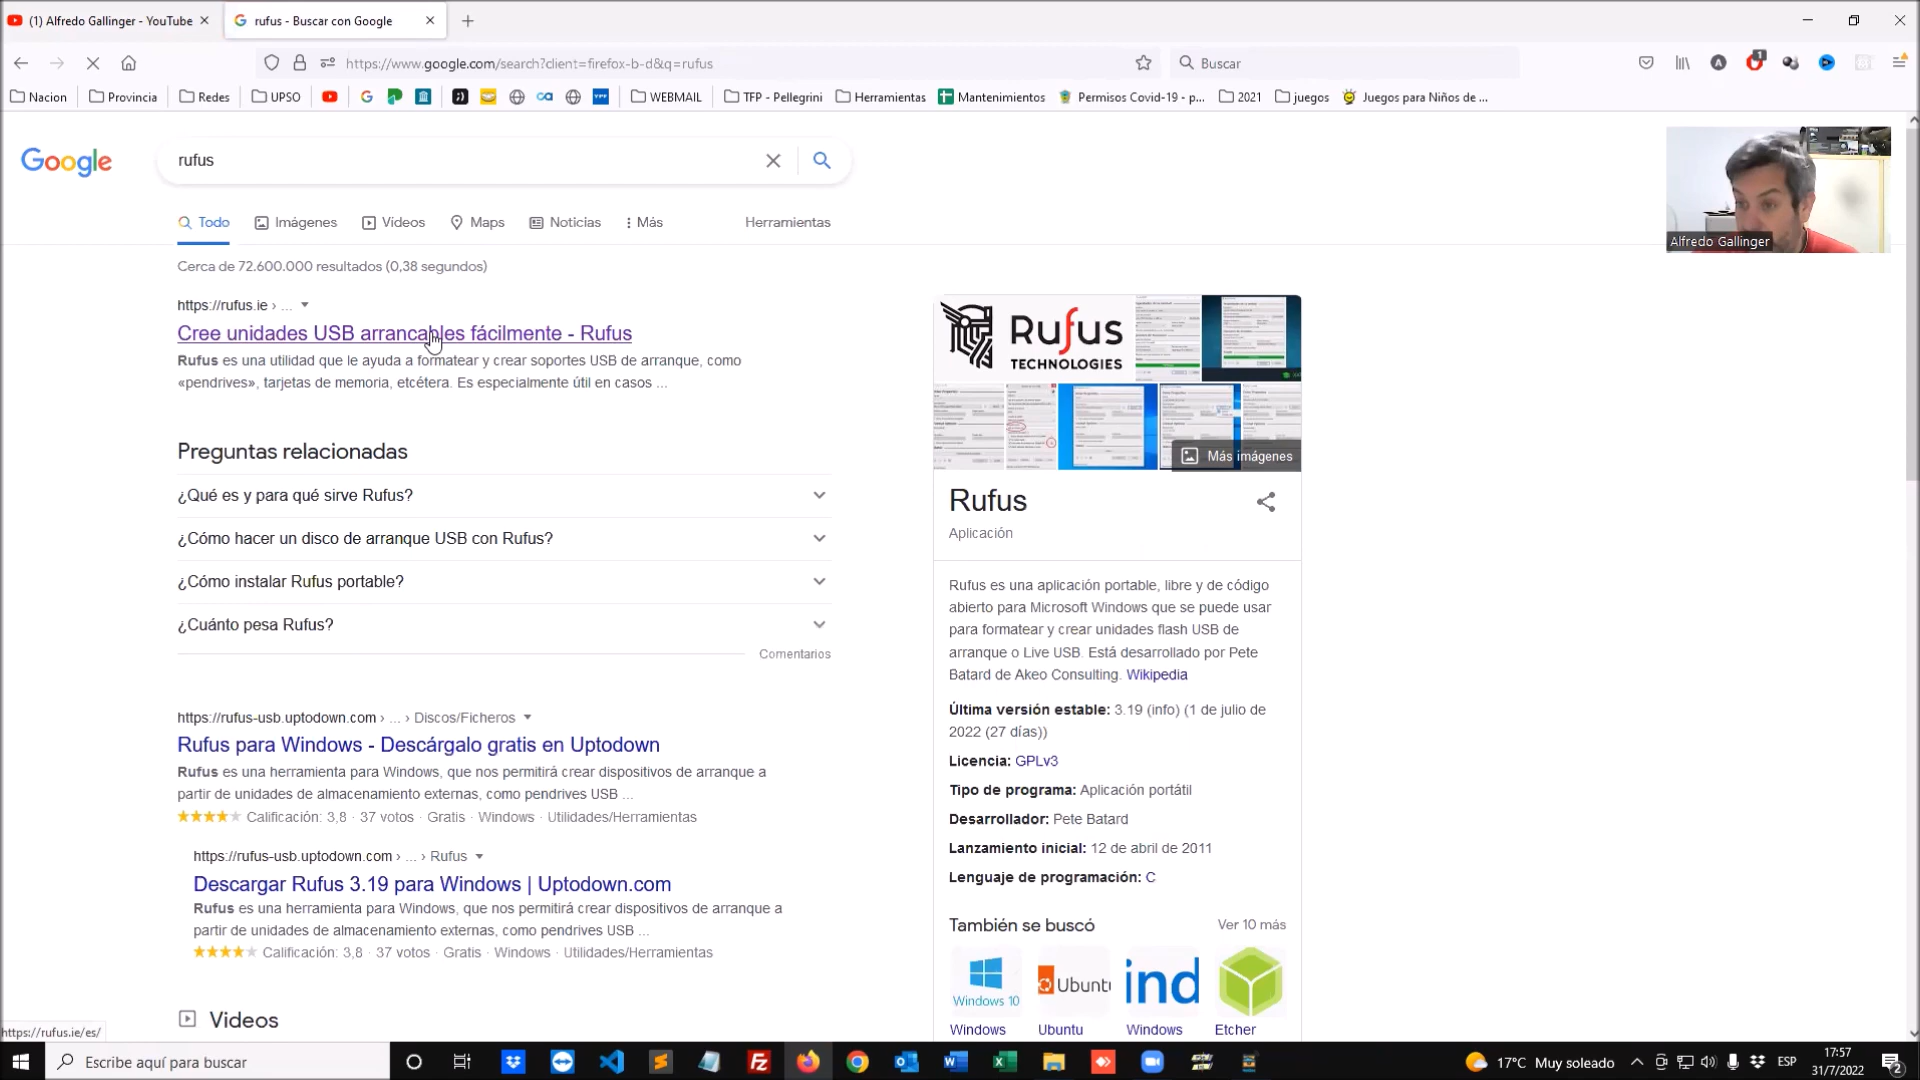 (1) Alfredo Gallinger - YouTube
rufus - Buscar con Google
https://www.google.com/search?client=firefox-b-d&q=rufus
Buscar
Nacion
Provincia
Redes
UPSO
WEBMAIL
TFP - Pellegrini
Herramientas
Mantenimientos
Permisos Covid-19 - p...
2021
juegos
Juegos para Niños de ...
Google
rufus
Todo
Imágenes
Vídeos
Maps
Noticias
Más
Herramientas
Alfredo Gallinger
Cerca de 72.600.000 resultados (0,38 segundos)
https://rufus.ie › ...
Cree unidades USB arrancables fácilmente - Rufus
Rufus es una utilidad que le ayuda a formatear y crear soportes USB de arranque, como
«pendrives», tarjetas de memoria, etcétera. Es especialmente útil en casos ...
Preguntas relacionadas
¿Qué es y para qué sirve Rufus?
¿Cómo hacer un disco de arranque USB con Rufus?
¿Cómo instalar Rufus portable?
¿Cuánto pesa Rufus?
Comentarios
https://rufus-usb.uptodown.com › ... › Discos/Ficheros
Rufus para Windows - Descárgalo gratis en Uptodown
Rufus es una herramienta para Windows, que nos permitirá crear dispositivos de arranque a
partir de unidades de almacenamiento externas, como pendrives USB ...
Calificación: 3,8 · 37 votos · Gratis · Windows · Utilidades/Herramientas
https://rufus-usb.uptodown.com › ... › Rufus
Descargar Rufus 3.19 para Windows | Uptodown.com
Rufus es una herramienta para Windows, que nos permitirá crear dispositivos de arranque a
partir de unidades de almacenamiento externas, como pendrives USB ...
Calificación: 3,8 · 37 votos · Gratis · Windows · Utilidades/Herramientas
Videos
Rufus
TECHNOLOGIES
Más imágenes
Rufus
Aplicación
Rufus es una aplicación portable, libre y de código
abierto para Microsoft Windows que se puede usar
para formatear y crear unidades flash USB de
arranque o Live USB. Está desarrollado por Pete
Batard de Akeo Consulting. Wikipedia
Última versión estable: 3.19 (info) (1 de julio de
2022 (27 días))
Licencia: GPLv3
Tipo de programa: Aplicación portátil
Desarrollador: Pete Batard
Lanzamiento inicial: 12 de abril de 2011
Lenguaje de programación: C
También se buscó
Ver 10 más
Windows 10
Ubuntu
ind
Windows
Ubuntu
Windows
Etcher
https://rufus.ie/es/
Escribe aquí para buscar
17°C Muy soleado
ESP
17:57
31/7/2022
2